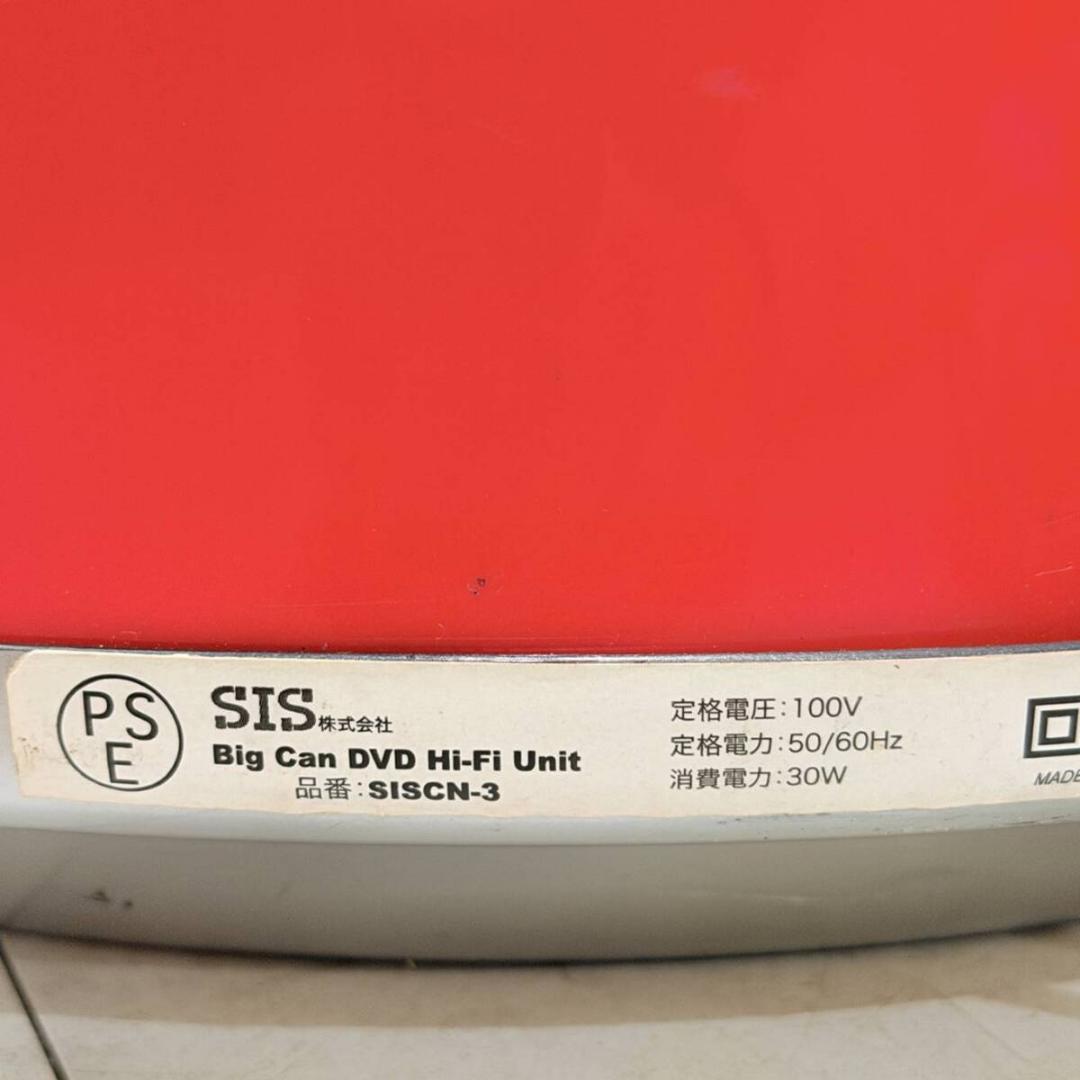 PS
E
SIS株式会社
Big Can DVD Hi-Fi Unit
品番:SISCN-3
定格電圧:100V
定格電力:50/60Hz
消費電力:30W
MADE